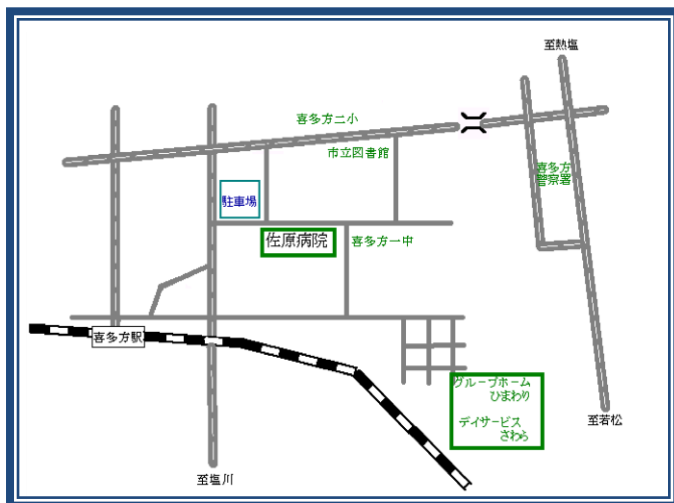 至熱塩
喜多方二小
市立図書館
喜多方
警察署
駐車場
佐原病院
喜多方一中
喜多方駅
グループホーム
ひまわり
デイサービス
さわら
至若松
至塩川